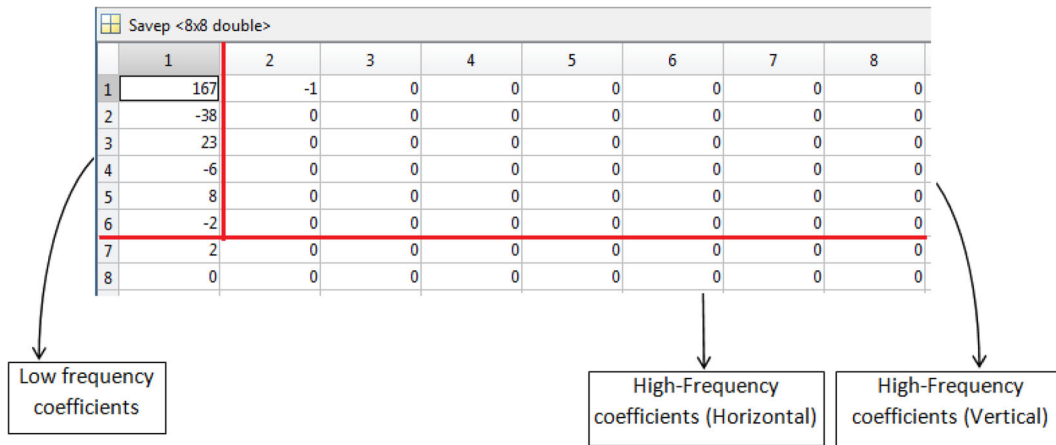 Savep <8x8 double>
1 2 3 4 5 6 7 8
1 167 -1 0 0 0 0 0 0
2 -38 0 0 0 0 0 0 0
3 23 0 0 0 0 0 0 0
4 -6 0 0 0 0 0 0 0
5 8 0 0 0 0 0 0 0
6 -2 0 0 0 0 0 0 0
7 2 0 0 0 0 0 0 0
8 0 0 0 0 0 0 0 0
Low frequency
coefficients
High-Frequency
coefficients (Horizontal)
High-Frequency
coefficients (Vertical)